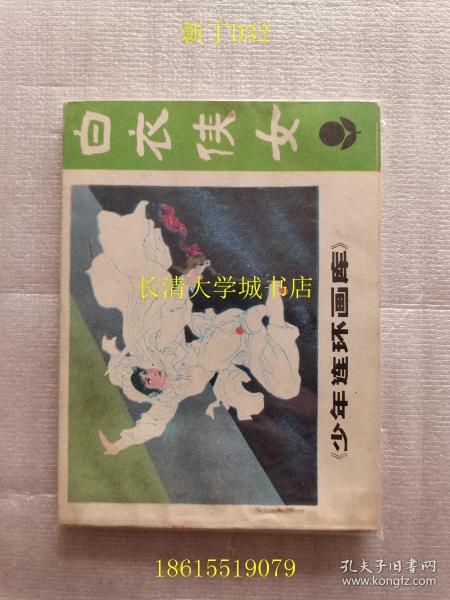 新丁032
白衣侠女
长清大学城书店
《少年连环画库》
18615519079
孔夫子旧书网
www.kongfz.com